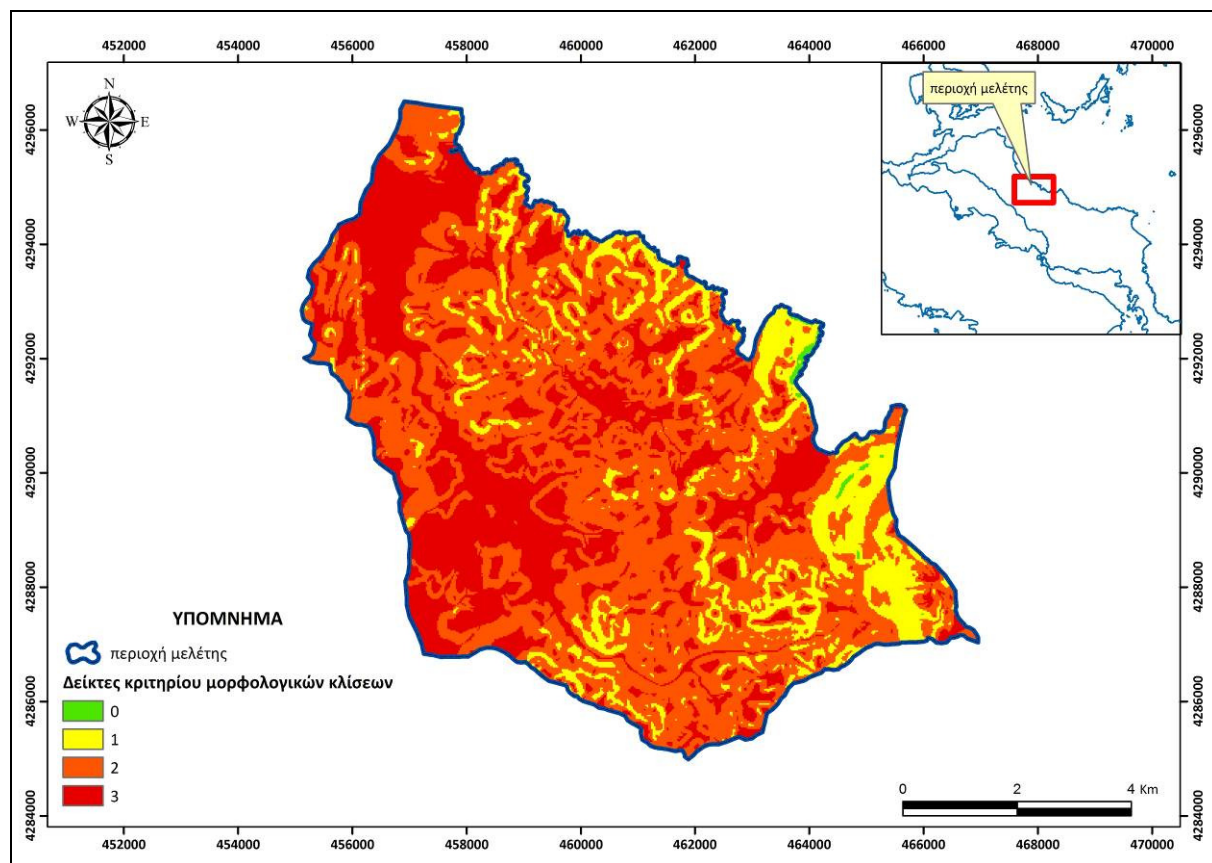 452000 454000 456000 458000 460000 462000 464000 466000 468000 470000
N
W E
S
περιοχή μελέτης
4296000 4296000
4294000 4294000
4292000 4292000
4290000 4290000
4288000 4288000
4286000 4286000
4284000 4284000
ΥΠΟΜΝΗΜΑ
περιοχή μελέτης
Δείκτες κριτηρίου μορφολογικών κλίσεων
0
1
2
3
0 2 4 Km
452000 454000 456000 458000 460000 462000 464000 466000 468000 470000